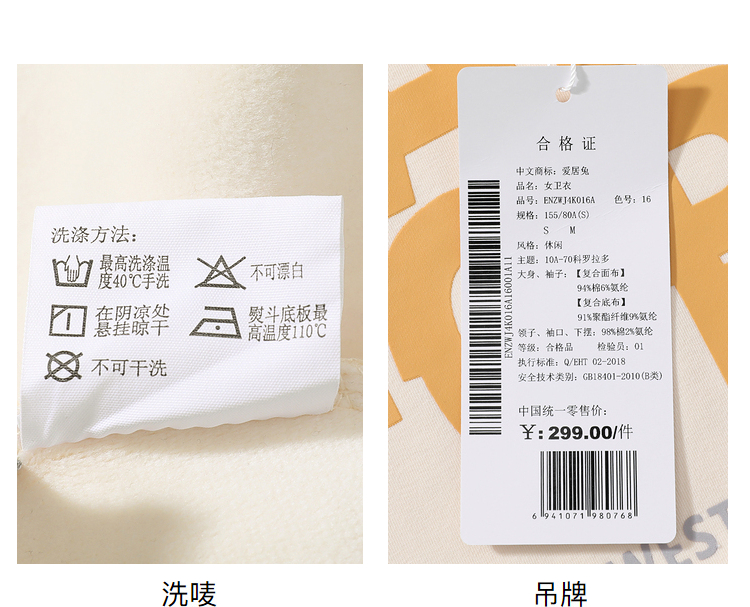 洗涤方法：
最高洗涤温
度40℃手洗
不可漂白
在阴凉处
悬挂晾干
熨斗底板最
高温度110℃
不可干洗
合格证
中文商标：爱居兔
品名：女卫衣
品号：ENZWJ4K016A 色号：16
规格：155/80A(S)
S M
风格：休闲
主题：10A-70科罗拉多
大身、袖子：【复合面布】
94%棉6%氨纶
【复合底布】
91%聚酯纤维9%氨纶
领子、袖口、下摆：98%棉2%氨纶
等级：合格品 检验员：01
执行标准：Q/EHT 02-2018
安全技术类别：GB18401-2010(B类)
ENZWJ4K016A16001A11
中国统一零售价：
¥:299.00/件
6 941071 980768
WEST
洗唛
吊牌